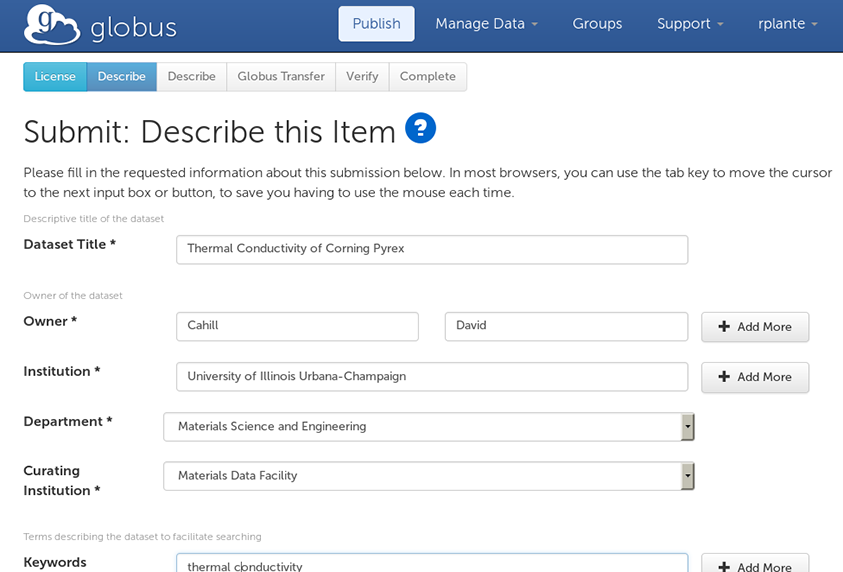 globus
Publish Manage Data Groups Support rplante
License Describe Describe Globus Transfer Verify Complete
Submit: Describe this Item ?
Please fill in the requested information about this submission below. In most browsers, you can use the tab key to move the cursor
to the next input box or button, to save you having to use the mouse each time.
Descriptive title of the dataset
Dataset Title * Thermal Conductivity of Corning Pyrex
Owner of the dataset
Owner * Cahill David Add More
Institution * University of Illinois Urbana-Champaign Add More
Department * Materials Science and Engineering
Curating
Institution * Materials Data Facility
Terms describing the dataset to facilitate searching
Keywords thermal conductivity Add More